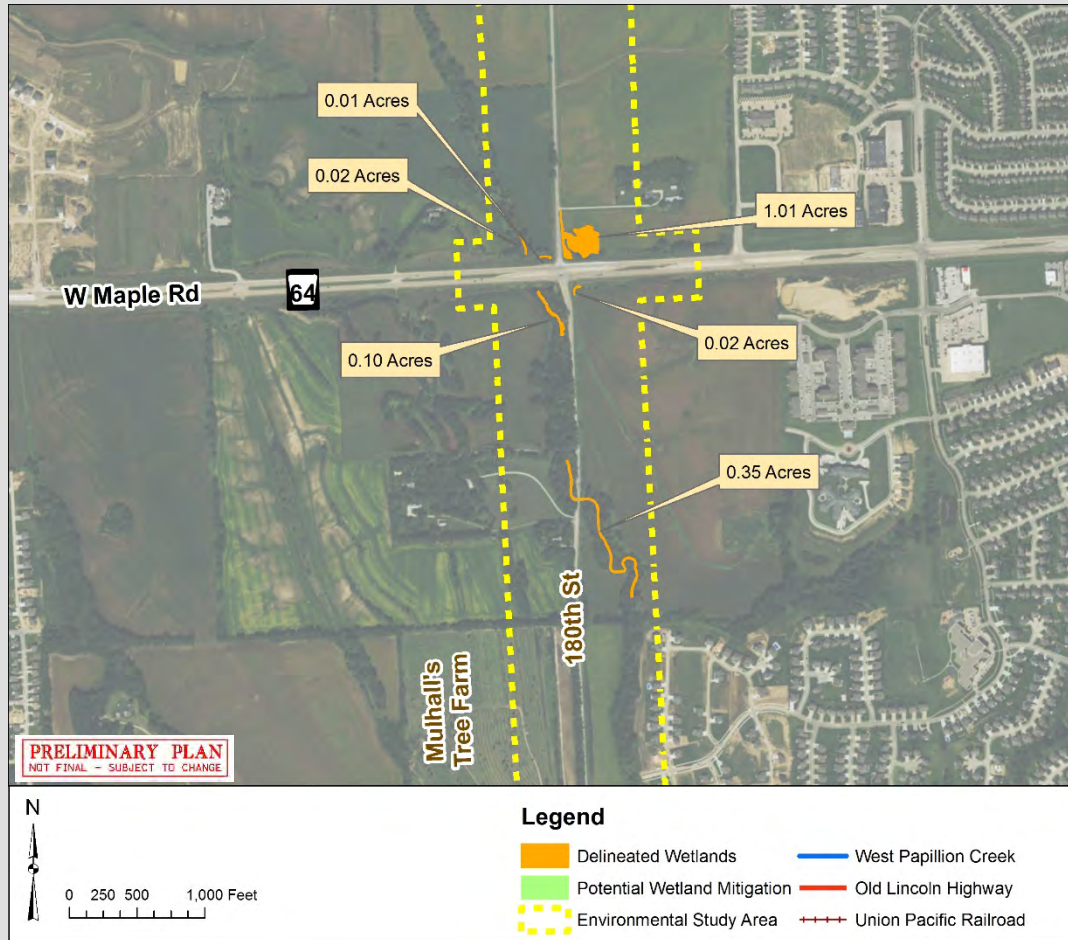 0.01 Acres
0.02 Acres
1.01 Acres
W Maple Rd
64
0.10 Acres
0.02 Acres
0.35 Acres
180th St
Mulhall's
Tree Farm
PRELIMINARY PLAN
NOT FINAL - SUBJECT TO CHANGE
N
0 250 500 1,000 Feet
Legend
Delineated Wetlands
Potential Wetland Mitigation
Environmental Study Area
West Papillion Creek
Old Lincoln Highway
Union Pacific Railroad